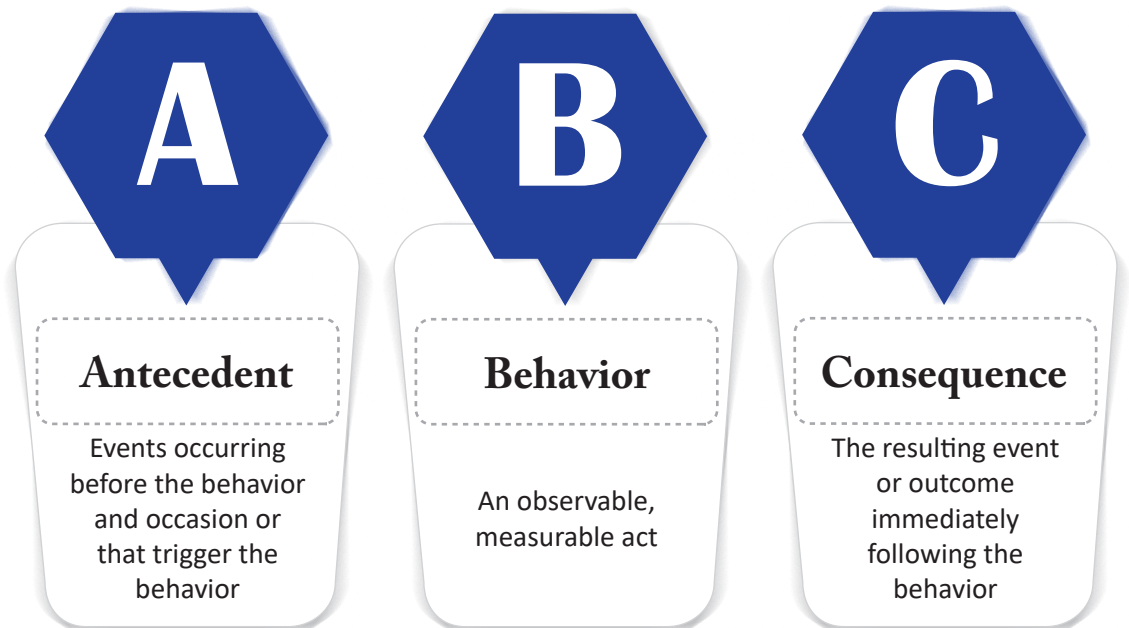 A
Antecedent
Events occurring
before the behavior
and occasion or
that trigger the
behavior
B
Behavior
An observable,
measurable act
C
Consequence
The resulting event
or outcome
immediately
following the
behavior